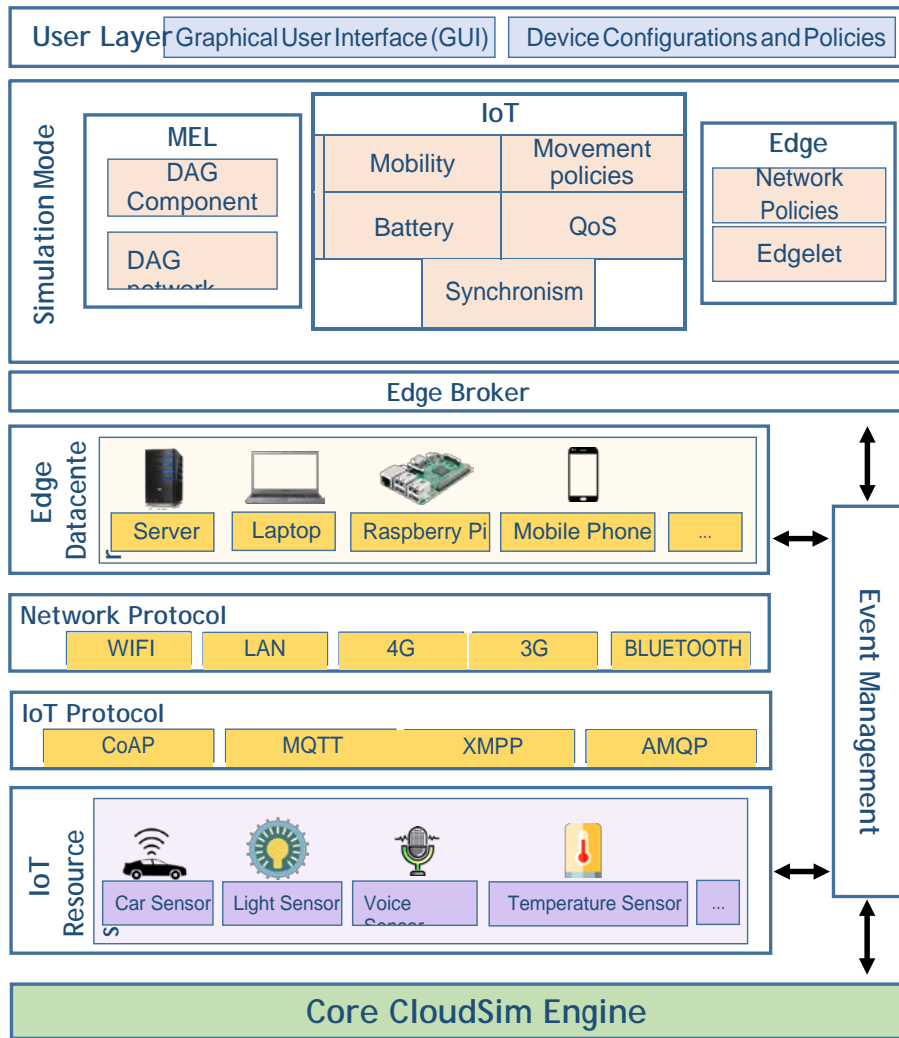 User Layer
Graphical User Interface (GUI)
Device Configurations and Policies
Simulation Mode
MEL
DAG
Component
DAG
network
IoT
Mobility
Movement
policies
Battery
QoS
Synchronism
Edge
Network
Policies
Edgelet
Edge Broker
Edge
Datacente
r
Server
Laptop
Raspberry Pi
Mobile Phone
...
Network Protocol
WIFI
LAN
4G
3G
BLUETOOTH
IoT Protocol
CoAP
MQTT
XMPP
AMQP
IoT
Resource
s
Car Sensor
Light Sensor
Voice
Sensor
Temperature Sensor
...
Event Management
Core CloudSim Engine